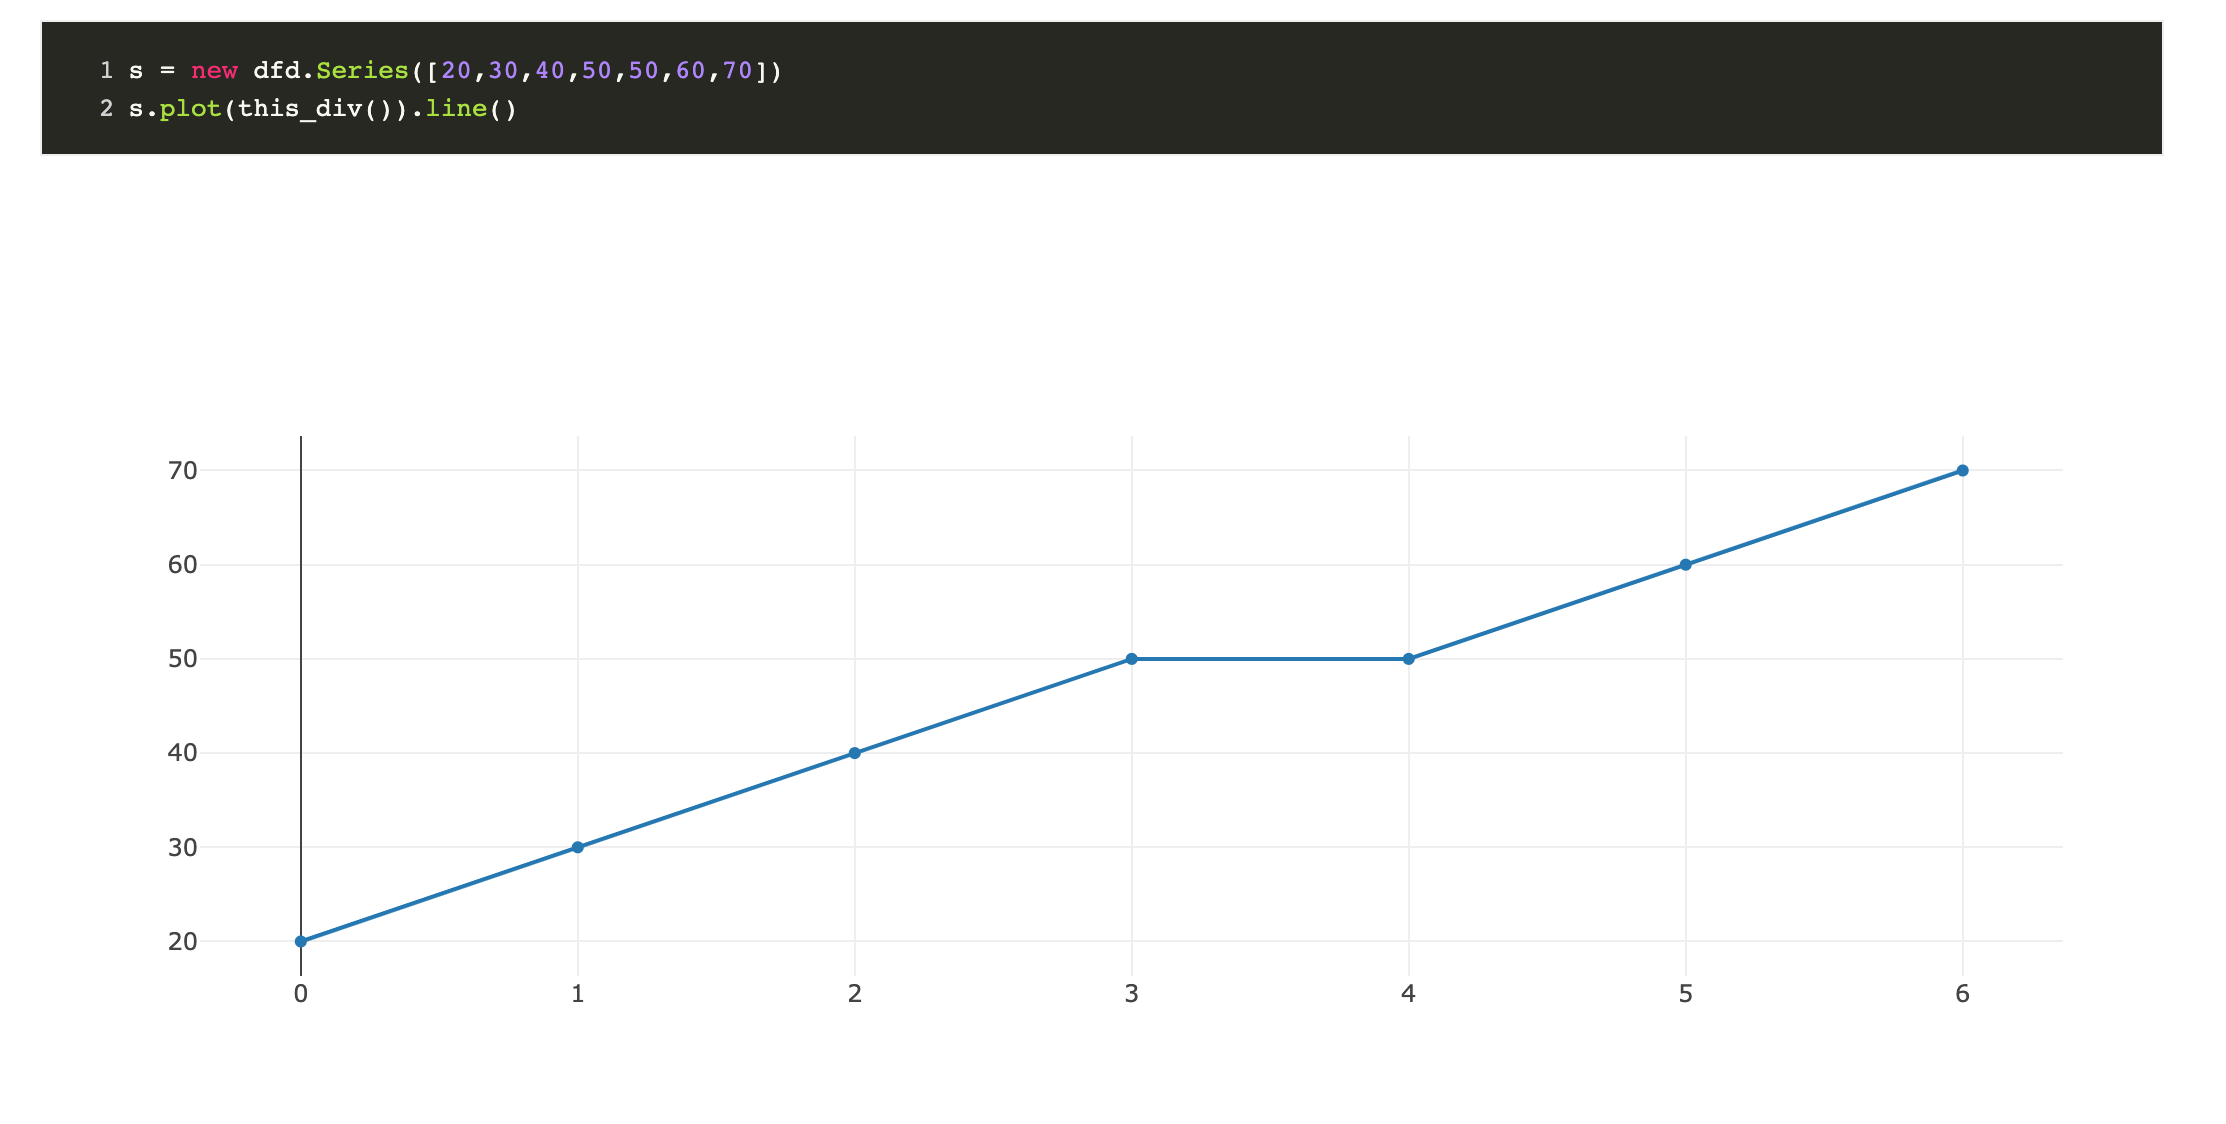 1 s = new dfd.Series([20,30,40,50,50,60,70])
2 s.plot(this_div()).line()
70
60
50
40
30
20
0 1 2 3 4 5 6